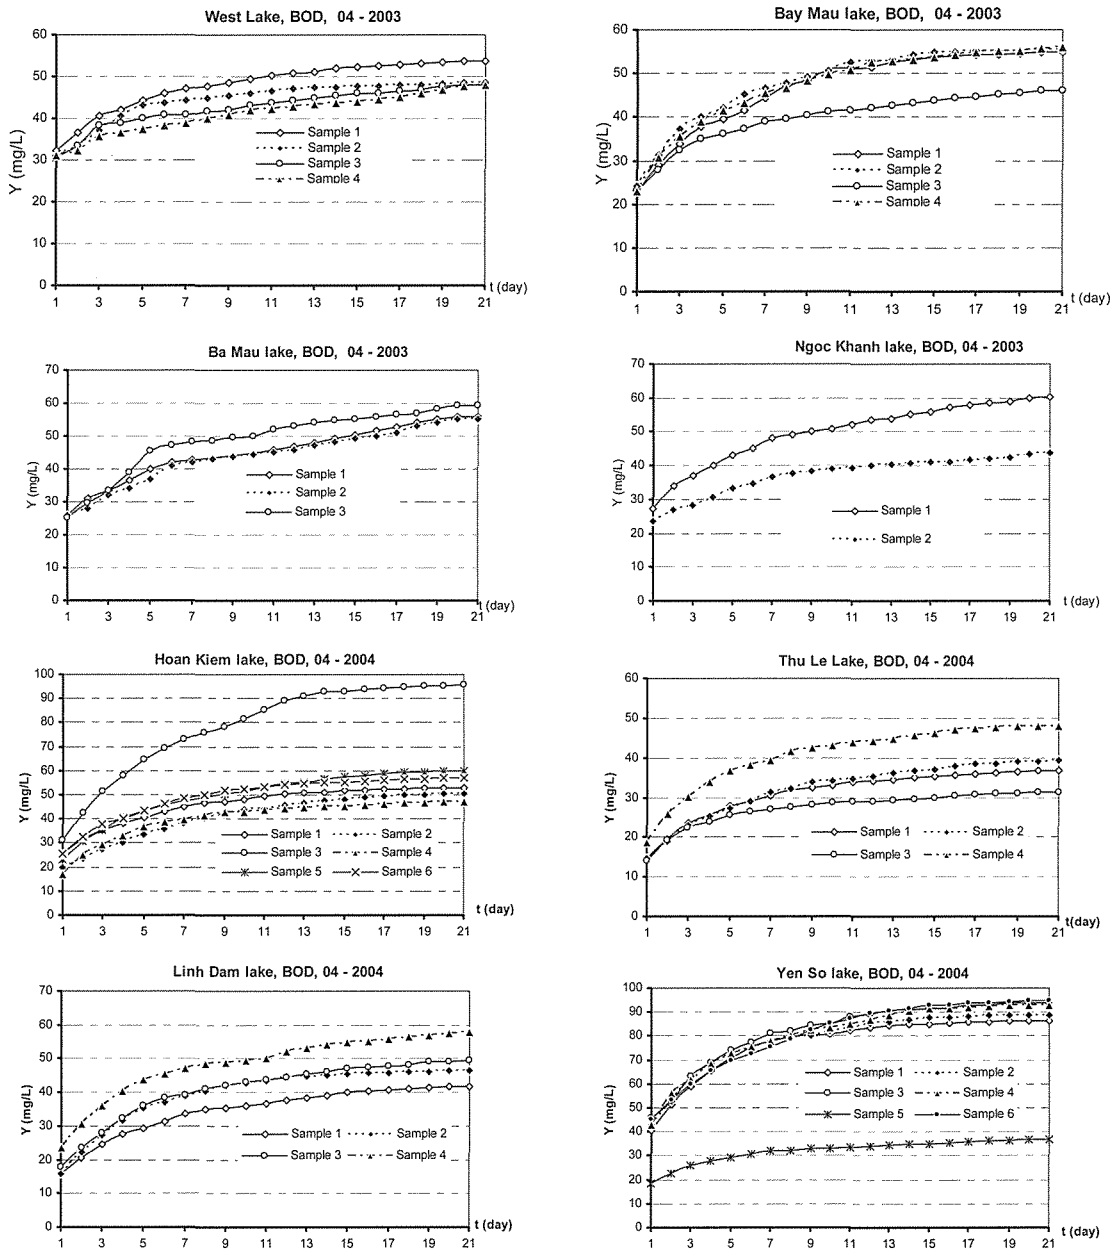 West Lake, BOD, 04 - 2003
60
50
40
30
20
10
0
Y (mg/L)
Sample 1
Sample 2
Sample 3
Sample 4
1 3 5 7 9 11 13 15 17 19 21
t (day)
Bay Mau lake, BOD, 04 - 2003
60
50
40
30
20
10
0
Y (mg/L)
Sample 1
Sample 2
Sample 3
Sample 4
1 3 5 7 9 11 13 15 17 19 21
t (day)
Ba Mau lake, BOD, 04 - 2003
70
60
50
40
30
20
10
0
Y (mg/L)
Sample 1
Sample 2
Sample 3
1 3 5 7 9 11 13 15 17 19 21
t (day)
Ngoc Khanh lake, BOD, 04 - 2003
70
60
50
40
30
20
10
0
Y (mg/L)
Sample 1
Sample 2
1 3 5 7 9 11 13 15 17 19 21
t (day)
Hoan Kiem lake, BOD, 04 - 2004
100
90
80
70
60
50
40
30
20
10
0
Y (mg/L)
Sample 1 Sample 2
Sample 3 Sample 4
Sample 5 Sample 6
1 3 5 7 9 11 13 15 17 19 21
t (day)
Thu Le Lake, BOD, 04 - 2004
60
50
40
30
20
10
0
Y (mg/L)
Sample 1 Sample 2
Sample 3 Sample 4
1 3 5 7 9 11 13 15 17 19 21
t(day)
Linh Dam lake, BOD, 04 - 2004
70
60
50
40
30
20
10
0
Y (mg/L)
Sample 1 Sample 2
Sample 3 Sample 4
1 3 5 7 9 11 13 15 17 19 21
t (day)
Yen So lake, BOD, 04 - 2004
100
90
80
70
60
50
40
30
20
10
0
Y (mg/L)
Sample 1 Sample 2
Sample 3 Sample 4
Sample 5 Sample 6
1 3 5 7 9 11 13 15 17 19 21
t (day)